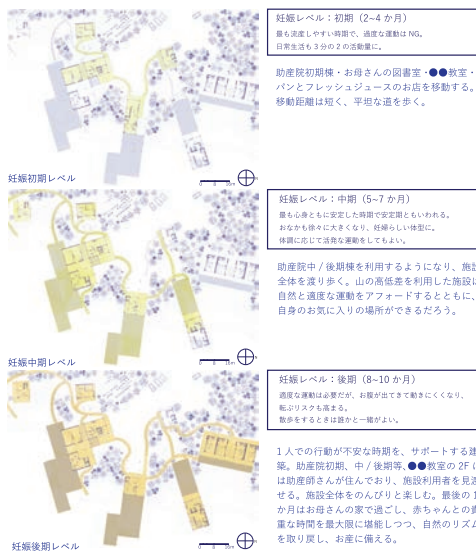 妊娠レベル：初期（2~4 か月）
最も流産しやすい時期で、過度な運動は NG。
日常生活も 3 分の 2 の活動量に。
助産院初期棟・お母さんの図書室・●●教室・
パンとフレッシュジュースのお店を移動する。
移動距離は短く、平坦な道を歩く。
妊娠初期レベル
妊娠レベル：中期（5~7 か月）
最も心身ともに安定した時期で安定期ともいわれる。
おなかも徐々に大きくなり、妊婦らしい体型に。
体調に応じて活発な運動をしてもよい。
助産院中 / 後期棟を利用するようになり、施設
全体を渡り歩く。山の高低差を利用した施設は
自然と適度な運動をアフォードするとともに、
自身のお気に入りの場所ができるだろう。
妊娠中期レベル
妊娠レベル：後期（8~10 か月）
適度な運動は必要だが、お腹が出てきて動きにくくなり、
転ぶリスクも高まる。
散歩をするときは誰かと一緒がよい。
1 人での行動が不安な時期を、サポートする建
築。助産院初期、中 / 後期等、●●教室の 2F に
は助産師さんが住んでおり、施設利用者を見渡
せる。施設全体をのんびりと楽しむ。最後の 1
か月はお母さんの家で過ごし、赤ちゃんとの貴
重な時間を最大限に堪能しつつ、自然のリズム
を取り戻し、お産に備える。
妊娠後期レベル